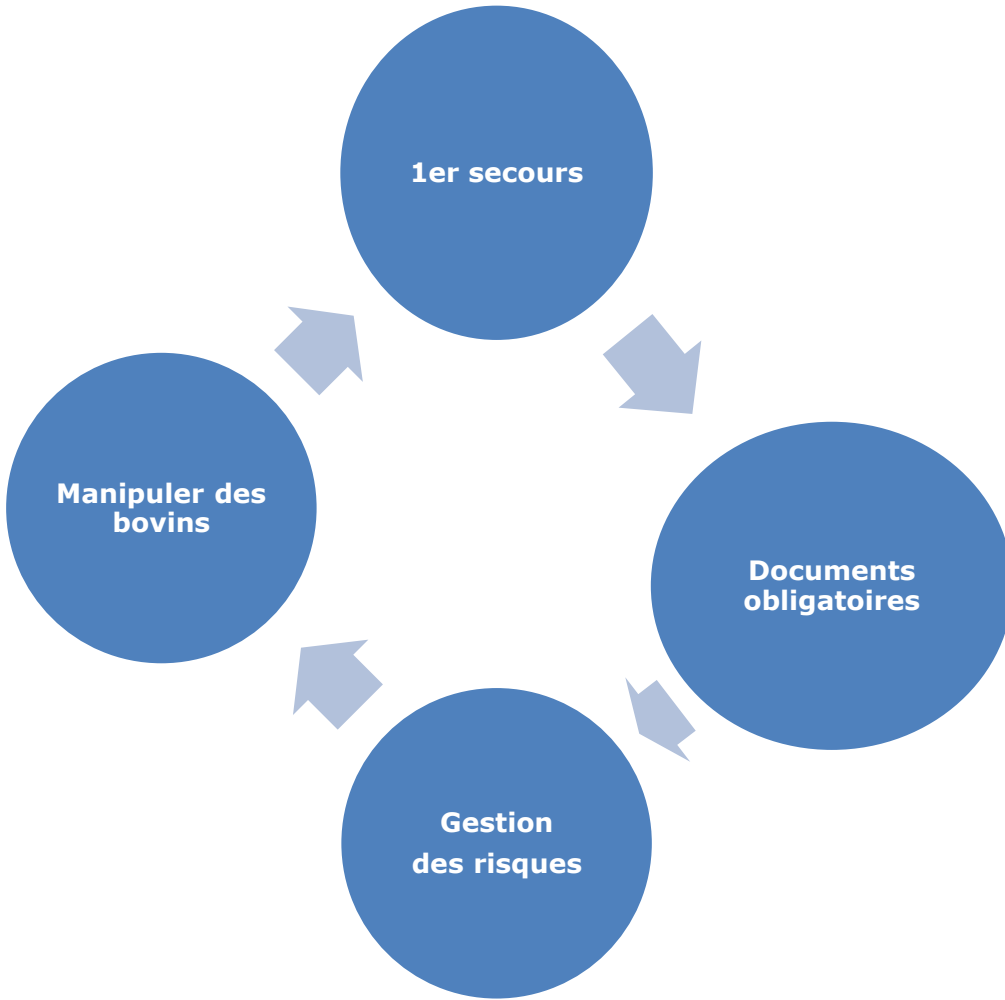 1er secours
Manipuler des
bovins
Documents
obligatoires
Gestion
des risques